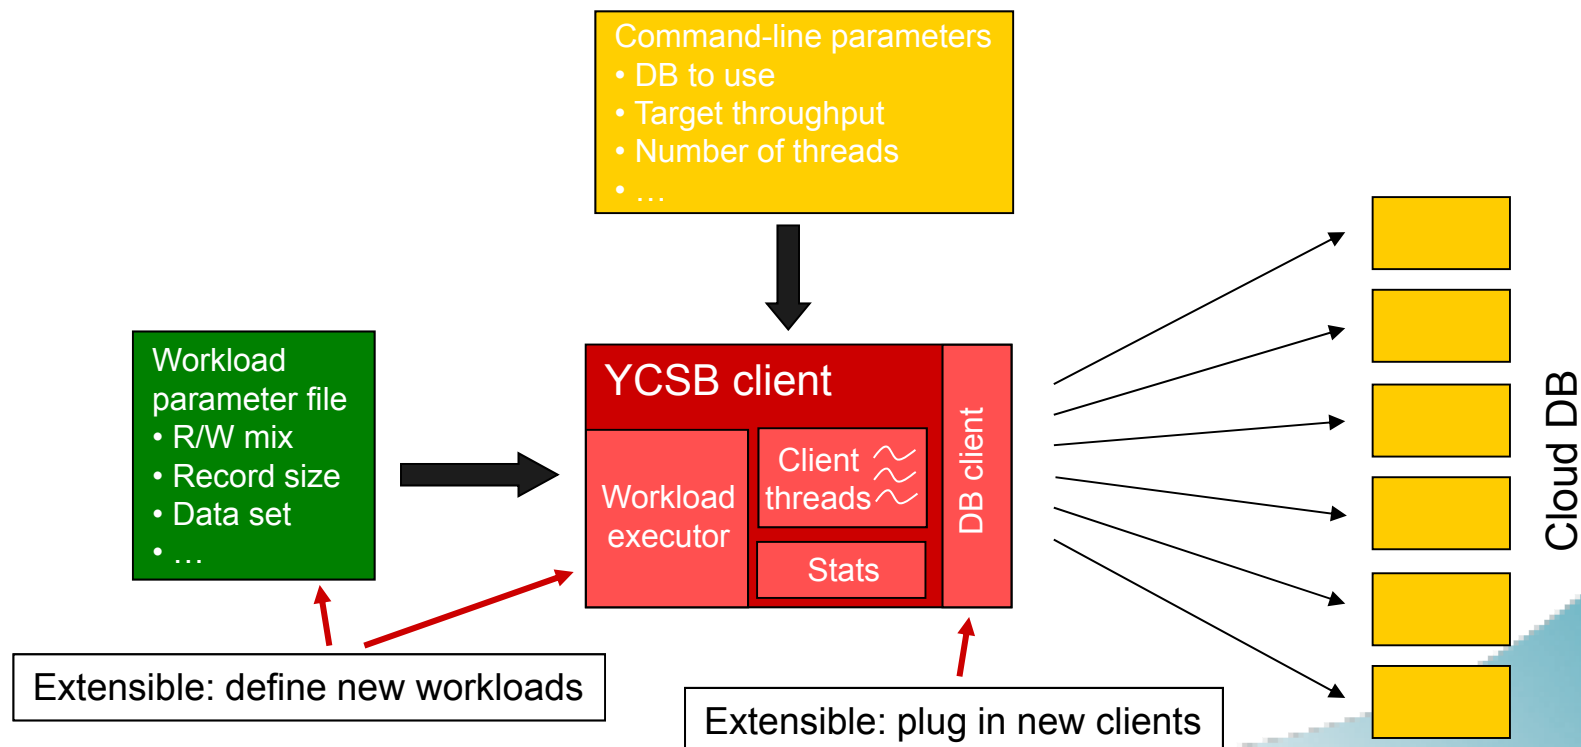 Command-line parameters
• DB to use
• Target throughput
• Number of threads
• …
Workload
parameter file
• R/W mix
• Record size
• Data set
• …
YCSB client
Workload
executor
Client
threads
Stats
DB client
Cloud DB
Extensible: define new workloads
Extensible: plug in new clients